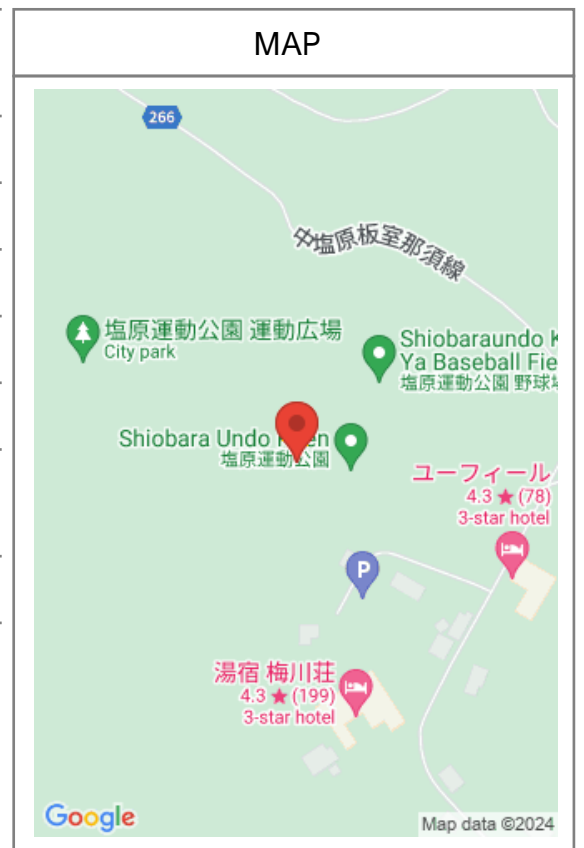 MAP
266
中塩原板室那須線
塩原運動公園 運動広場
City park
Shiobaraundo K
Ya Baseball Fie
塩原運動公園 野球場
Shiobara Undo en
塩原運動公園
ユーフィール
4.3 ★ (78)
3-star hotel
P
湯宿 梅川荘
4.3 ★ (199)
3-star hotel
Google
Map data ©2024